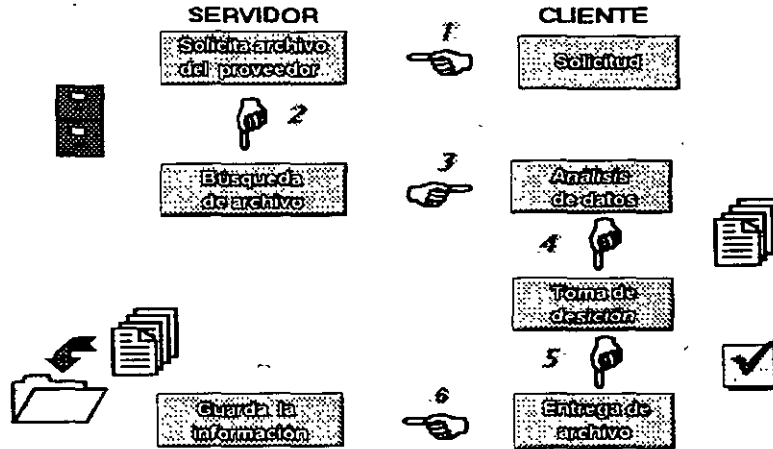 SERVIDOR CLIENTE
Solicita archivo
del proveedor
1
Solicitud
2
Búsqueda
de archivo
3
Análisis
de datos
4
Toma de
desición
5
Guarda la
información
6
Entrega de
archivo